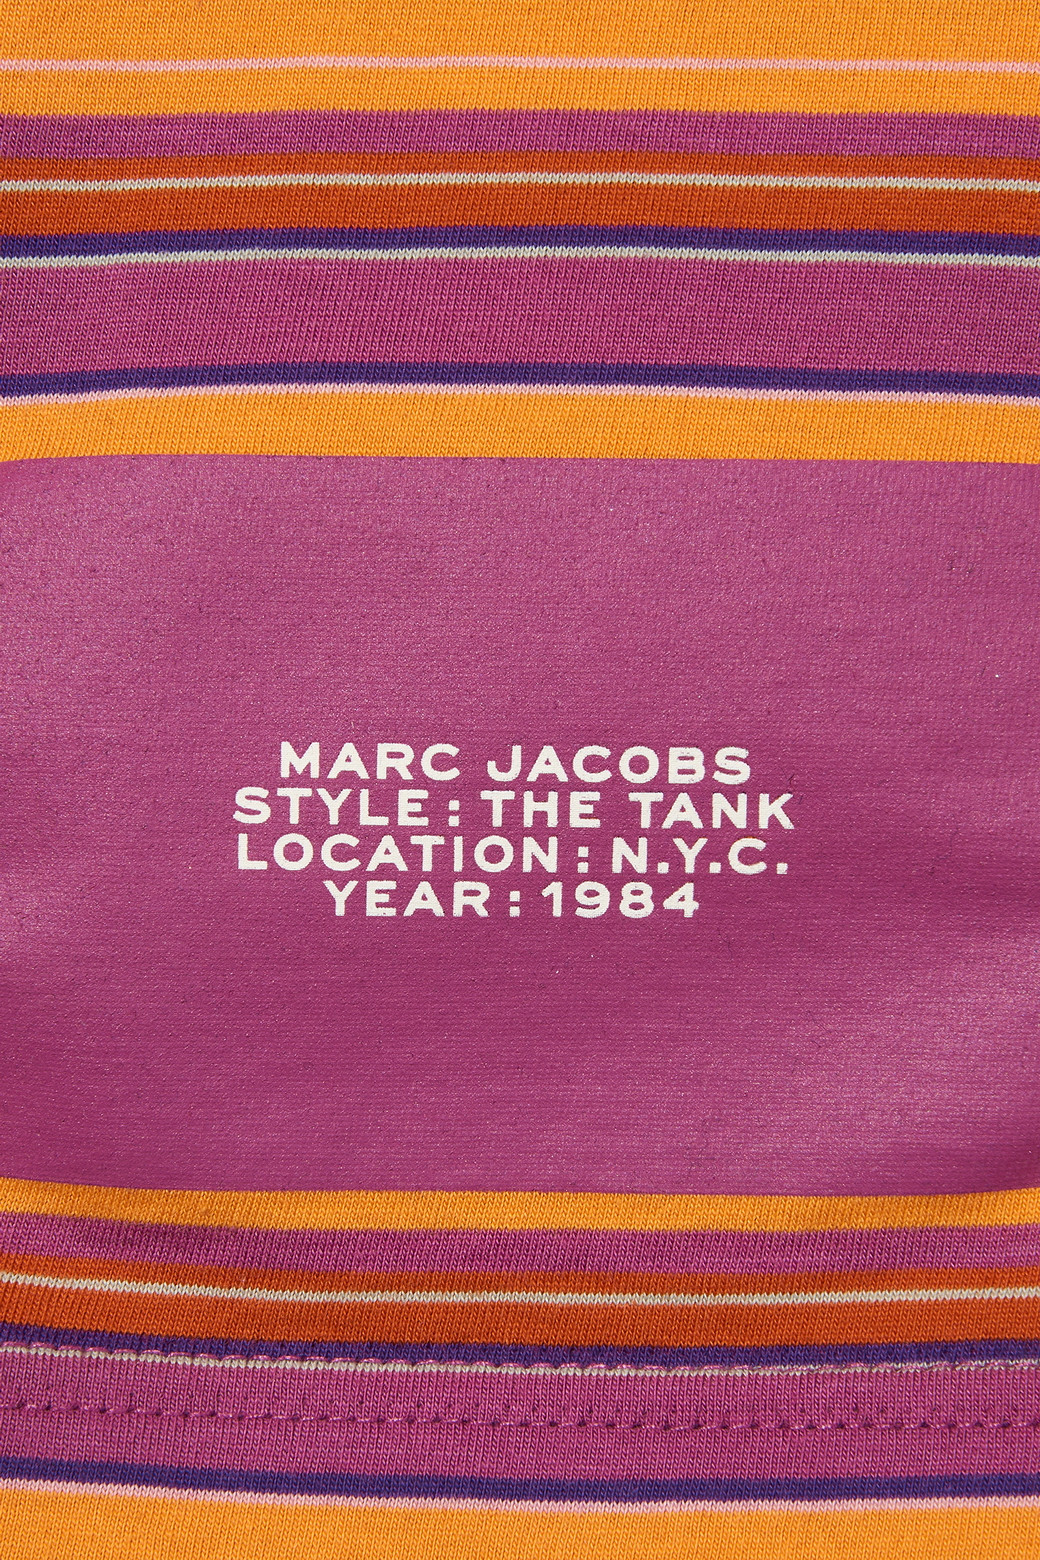 MARC JACOBS
STYLE: THE TANK
LOCATION: N.Y.C.
YEAR: 1984